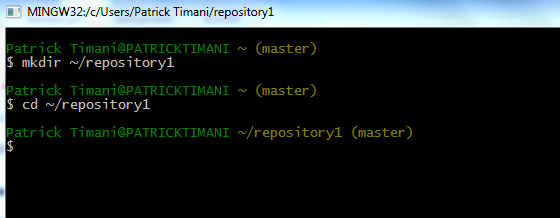 MINGW32:/c/Users/Patrick Timani/repository1
Patrick Timani@PATRICKTIMANI ~ (master)
$ mkdir ~/repository1
Patrick Timani@PATRICKTIMANI ~ (master)
$ cd ~/repository1
Patrick Timani@PATRICKTIMANI ~/repository1 (master)
$